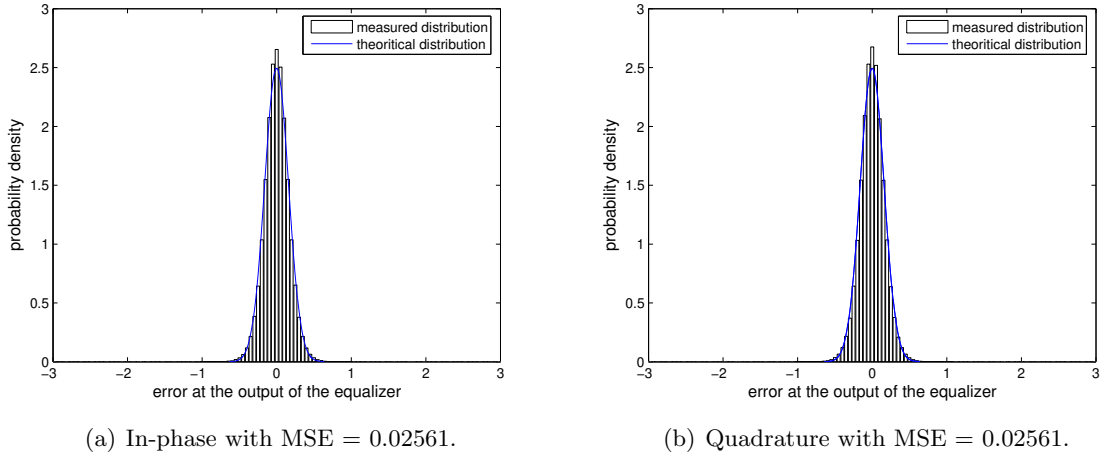 3
2.5
2
1.5
1
0.5
0
−3
−2
−1
0
1
2
3
probability density
error at the output of the equalizer
measured distribution
theoritical distribution
(a) In-phase with MSE = 0.02561.
3
2.5
2
1.5
1
0.5
0
−3
−2
−1
0
1
2
3
probability density
error at the output of the equalizer
measured distribution
theoritical distribution
(b) Quadrature with MSE = 0.02561.